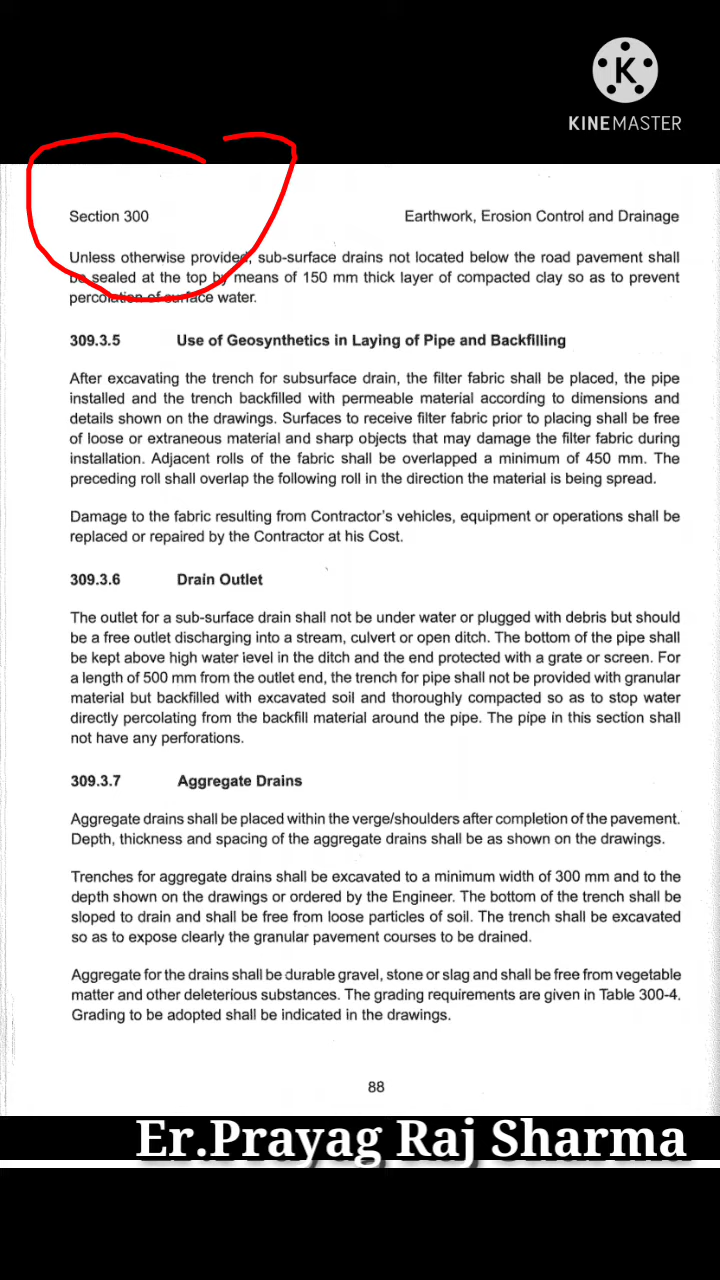 K
KINEMASTER
Section 300 Earthwork, Erosion Control and Drainage
Unless otherwise provided, sub-surface drains not located below the road pavement shall
be sealed at the top by means of 150 mm thick layer of compacted clay so as to prevent
percolation of surface water.
309.3.5 Use of Geosynthetics in Laying of Pipe and Backfilling
After excavating the trench for subsurface drain, the filter fabric shall be placed, the pipe
installed and the trench backfilled with permeable material according to dimensions and
details shown on the drawings. Surfaces to receive filter fabric prior to placing shall be free
of loose or extraneous material and sharp objects that may damage the filter fabric during
installation. Adjacent rolls of the fabric shall be overlapped a minimum of 450 mm. The
preceding roll shall overlap the following roll in the direction the material is being spread.
Damage to the fabric resulting from Contractor's vehicles, equipment or operations shall be
replaced or repaired by the Contractor at his Cost.
309.3.6 Drain Outlet
The outlet for a sub-surface drain shall not be under water or plugged with debris but should
be a free outlet discharging into a stream, culvert or open ditch. The bottom of the pipe shall
be kept above high water level in the ditch and the end protected with a grate or screen. For
a length of 500 mm from the outlet end, the trench for pipe shall not be provided with granular
material but backfilled with excavated soil and thoroughly compacted so as to stop water
directly percolating from the backfill material around the pipe. The pipe in this section shall
not have any perforations.
309.3.7 Aggregate Drains
Aggregate drains shall be placed within the verge/shoulders after completion of the pavement.
Depth, thickness and spacing of the aggregate drains shall be as shown on the drawings.
Trenches for aggregate drains shall be excavated to a minimum width of 300 mm and to the
depth shown on the drawings or ordered by the Engineer. The bottom of the trench shall be
sloped to drain and shall be free from loose particles of soil. The trench shall be excavated
so as to expose clearly the granular pavement courses to be drained.
Aggregate for the drains shall be durable gravel, stone or slag and shall be free from vegetable
matter and other deleterious substances. The grading requirements are given in Table 300-4.
Grading to be adopted shall be indicated in the drawings.
88
Er.Prayag Raj Sharma